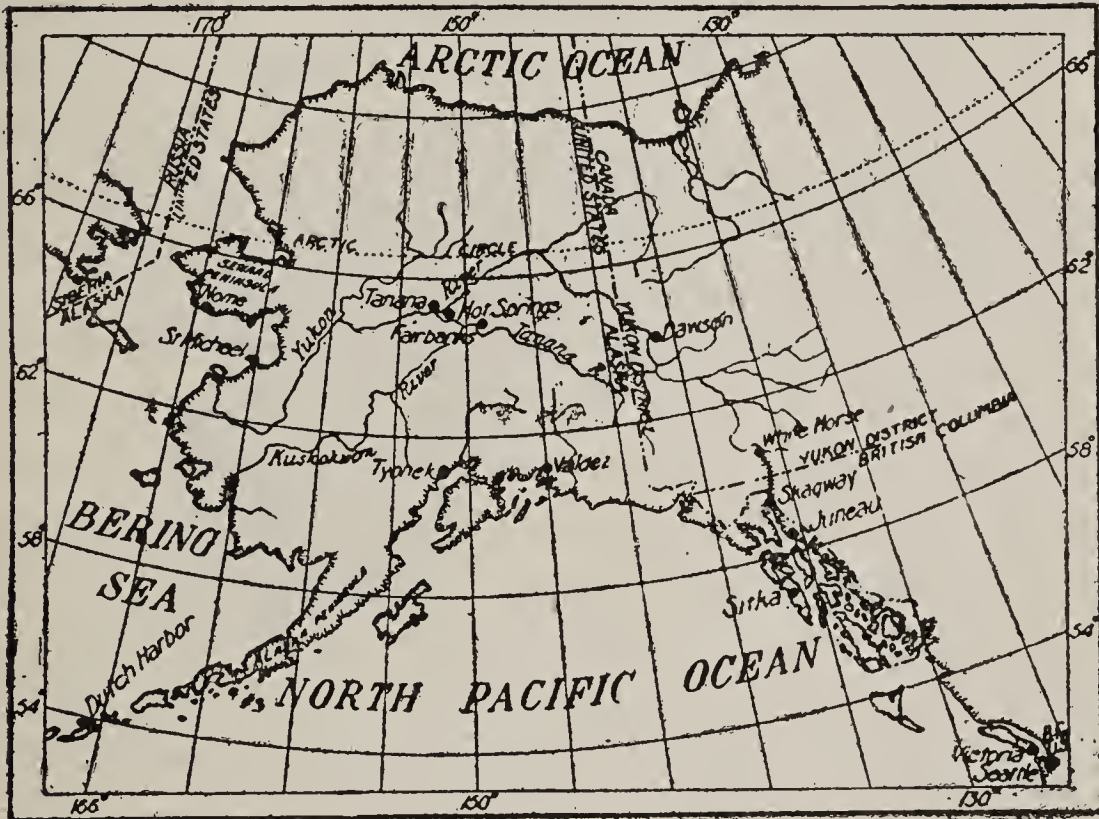 170° 150° 130°
ARCTIC OCEAN
66°
RUSSIA
UNITED STATES
CANADA
UNITED STATES
66°
ARCTIC CIRCLE
62°
SIBERIA
ALASKA
SEWARD
PENINSULA
Nome
Tanana
Hot Springs
Fairbanks
Dawson
St Michael
Yukon
Tanana
YUKON DISTRICT
ALASKA
62°
River
White Horse
YUKON DISTRICT
BRITISH COLUMBIA
58°
Kuskokwim
Tyonek
Valdez
Skagway
Juneau
BERING
58°
SEA
Sitka
54°
Dutch Harbor
ALASKA PENINSULA
NORTH PACIFIC OCEAN
54°
B.C.
U.S.
Victoria
Seattle
166° 150° 130°